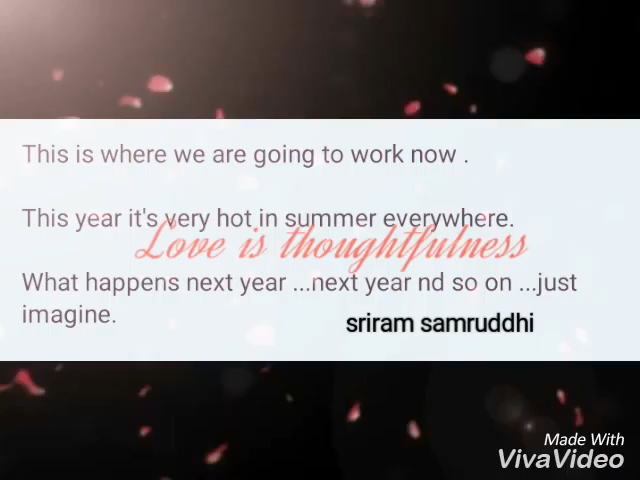 This is where we are going to work now .
This year it's very hot in summer everywhere.
Love is thoughtfulness
What happens next year ...next year nd so on ...just
imagine.
sriram samruddhi
Made With
VivaVideo